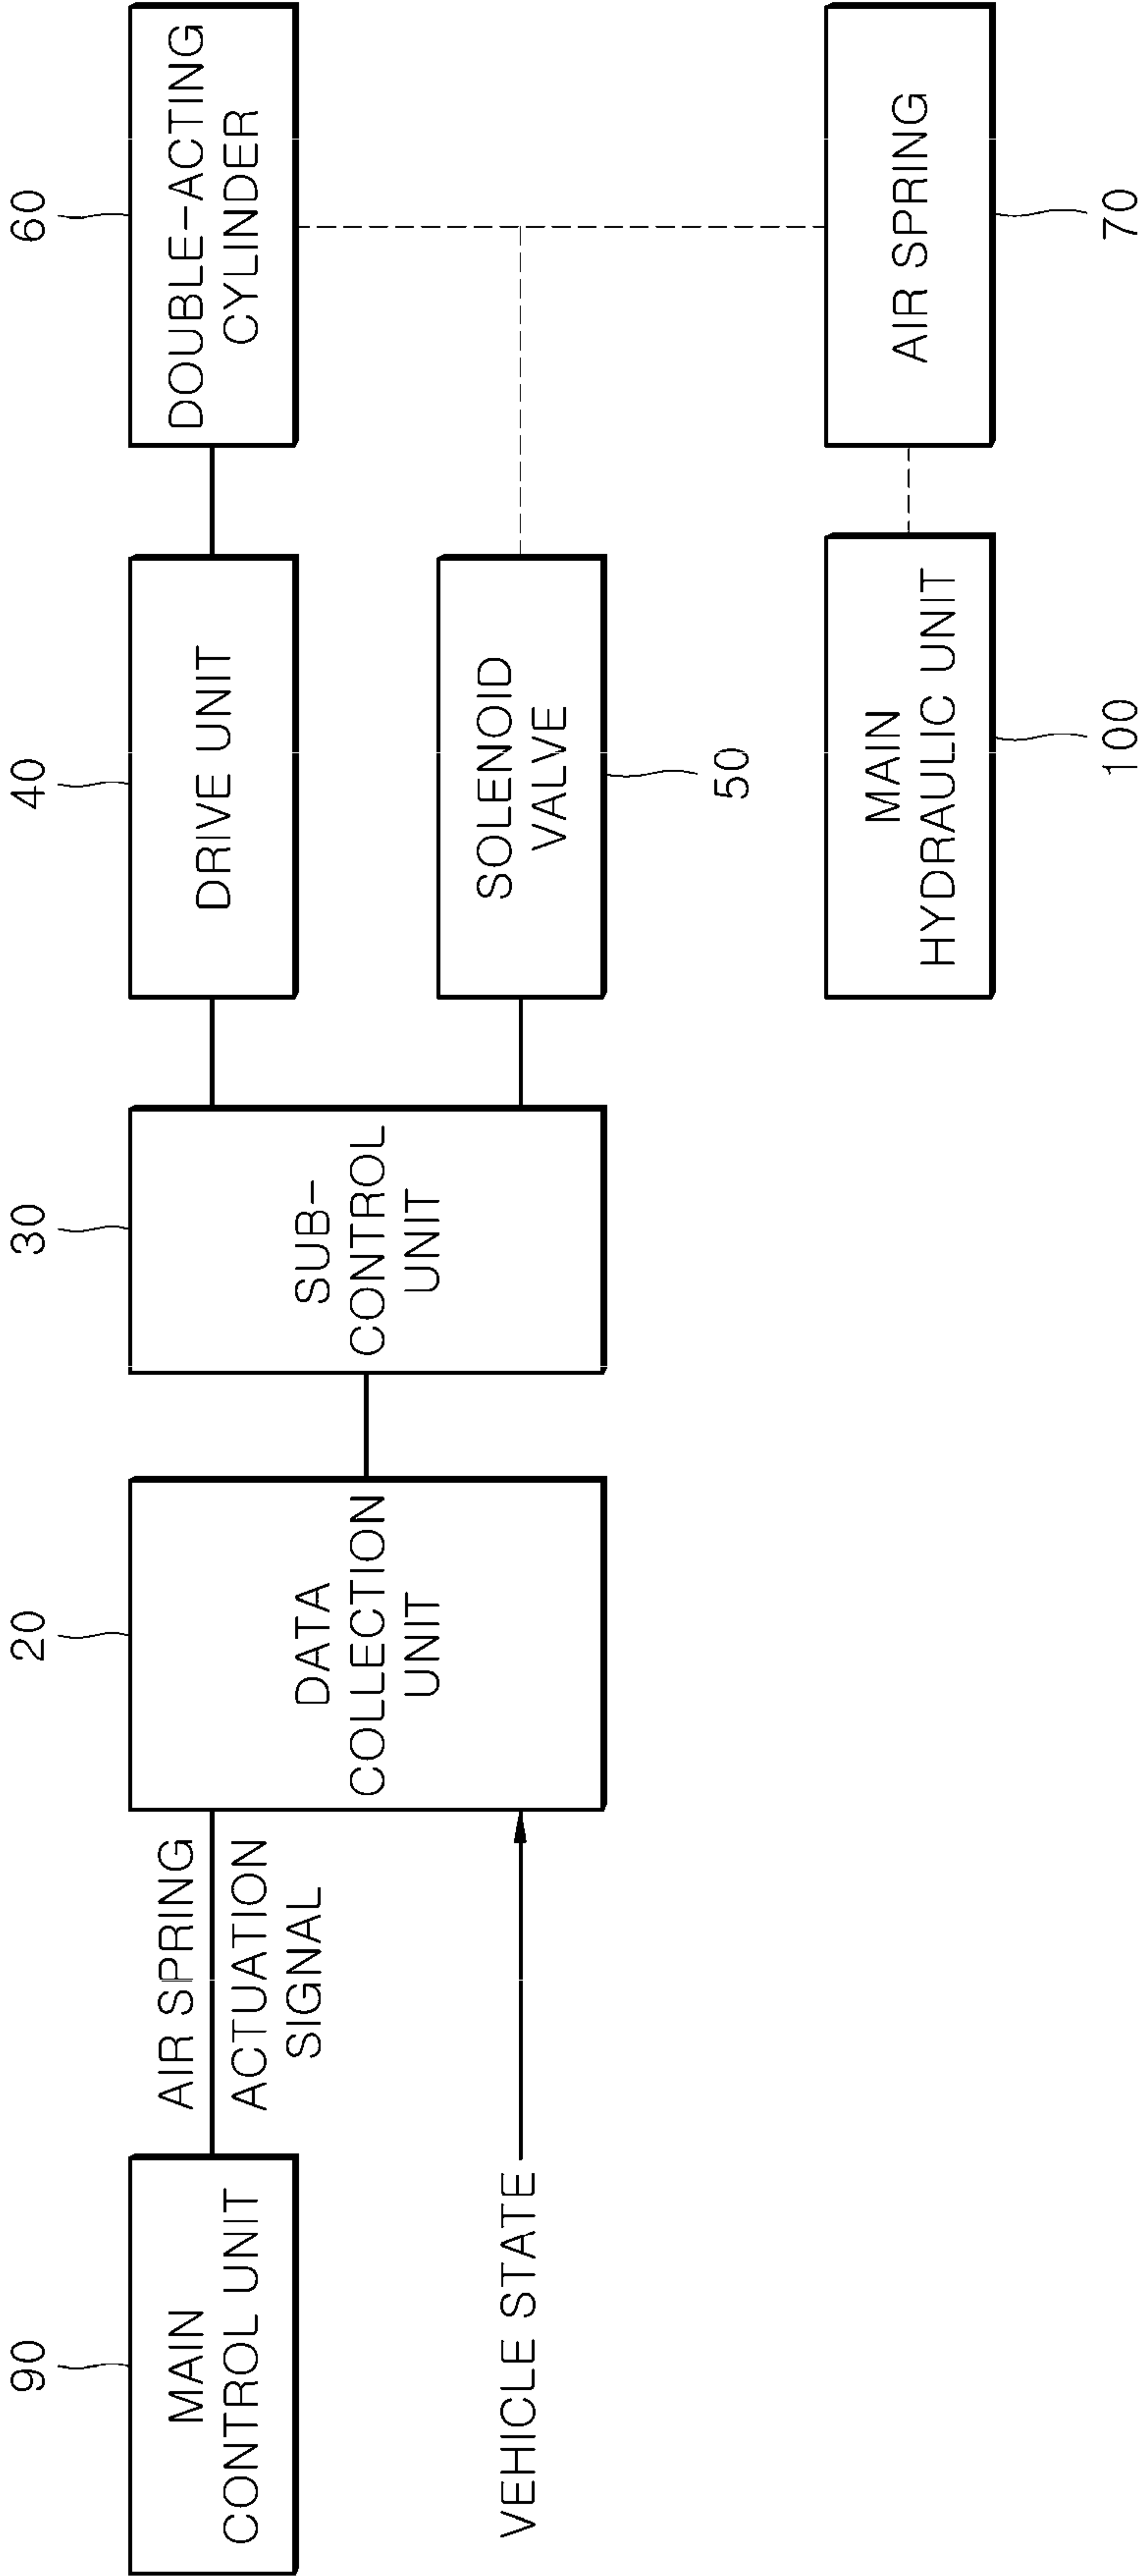 90
MAIN
CONTROL UNIT
AIR SPRING
ACTUATION
SIGNAL
VEHICLE STATE
20
DATA
COLLECTION
UNIT
30
SUB-
CONTROL
UNIT
40
DRIVE UNIT
SOLENOID
VALVE
50
60
DOUBLE-ACTING
CYLINDER
MAIN
HYDRAULIC UNIT
100
AIR SPRING
70